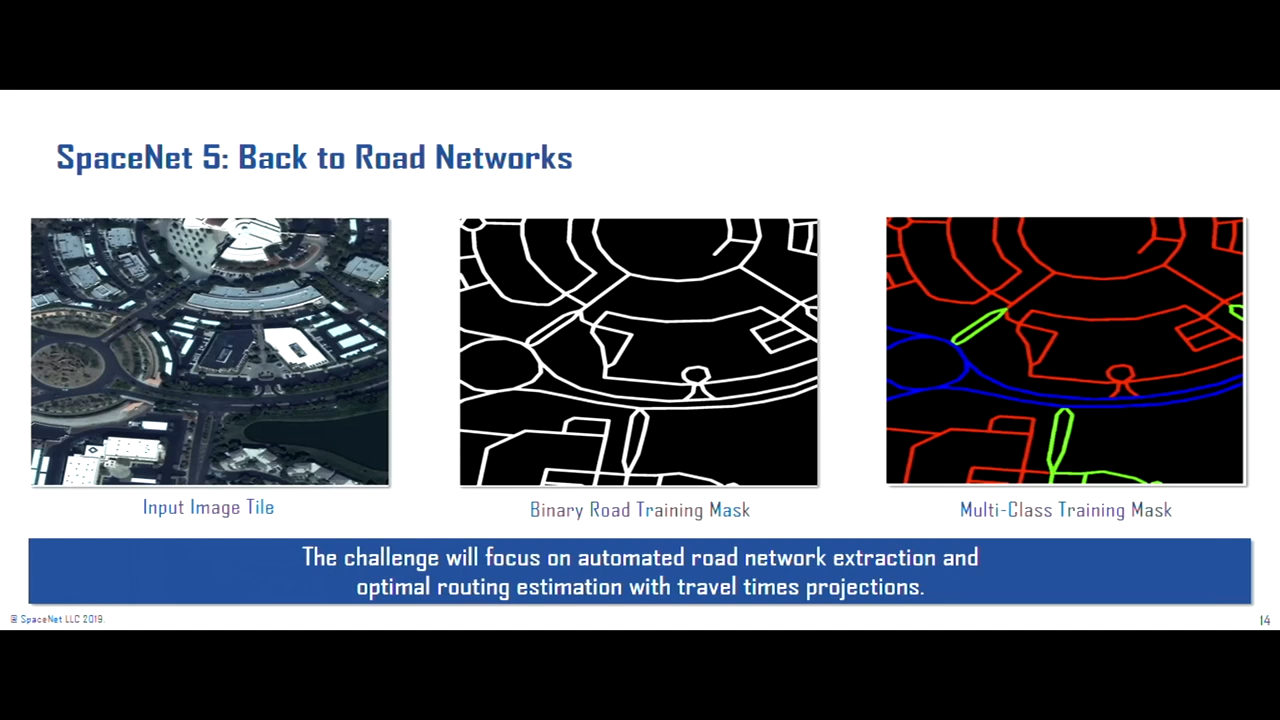 SpaceNet 5: Back to Road Networks
Input Image Tile
Binary Road Training Mask
Multi-Class Training Mask
The challenge will focus on automated road network extraction and
optimal routing estimation with travel times projections.
@ SpaceNet LLC 2019.
14